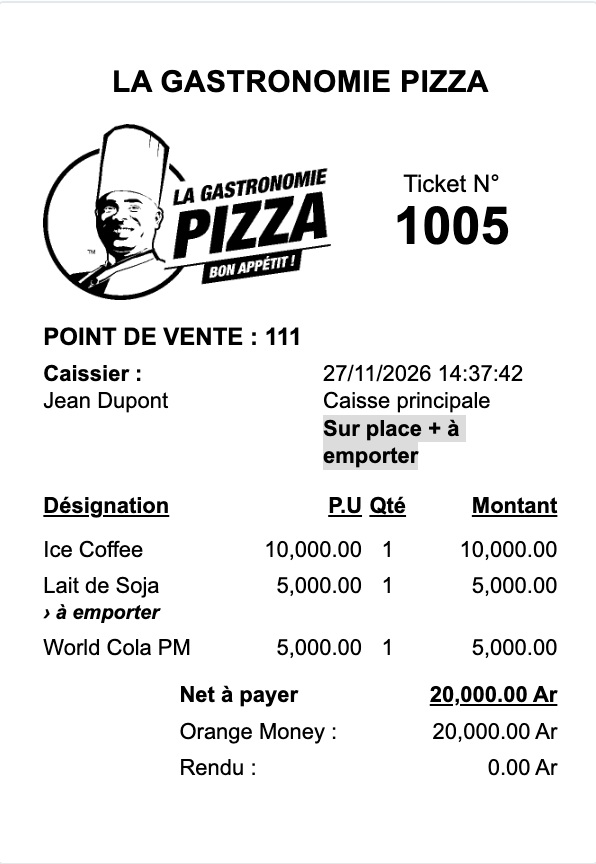 LA GASTRONOMIE PIZZA
LA GASTRONOMIE
PIZZA
BON APPÉTIT !
TM
Ticket N°
1005
POINT DE VENTE : 111
Caissier : 27/11/2026 14:37:42
Jean Dupont Caisse principale
Sur place + à
emporter
Désignation P.U Qté Montant
Ice Coffee 10,000.00 1 10,000.00
Lait de Soja 5,000.00 1 5,000.00
› à emporter
World Cola PM 5,000.00 1 5,000.00
Net à payer 20,000.00 Ar
Orange Money : 20,000.00 Ar
Rendu : 0.00 Ar